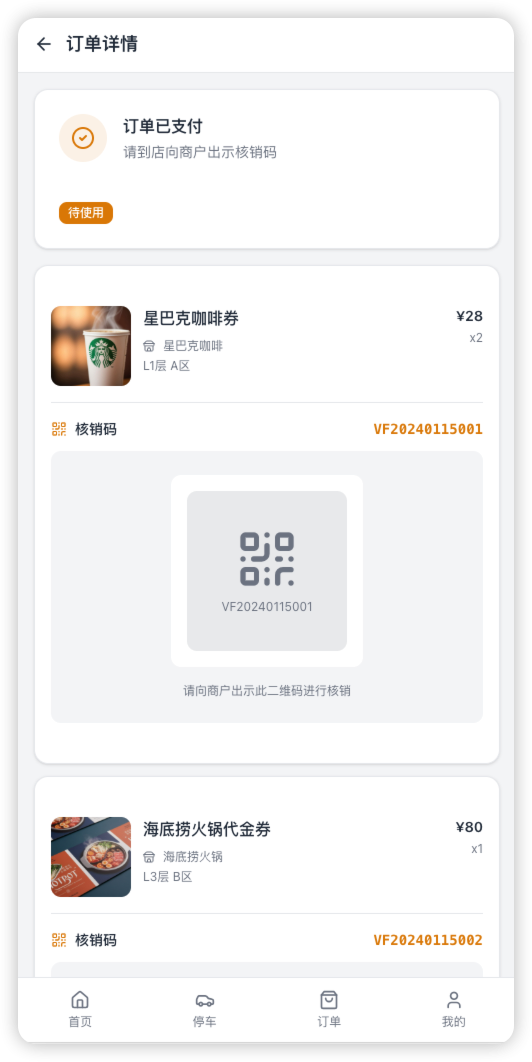 订单详情
订单已支付
请到店向商户出示核销码
待使用
星巴克咖啡券
¥28
星巴克咖啡
x2
L1层 A区
核销码
VF20240115001
VF20240115001
请向商户出示此二维码进行核销
海底捞火锅代金券
¥80
海底捞火锅
x1
L3层 B区
核销码
VF20240115002
首页
停车
订单
我的